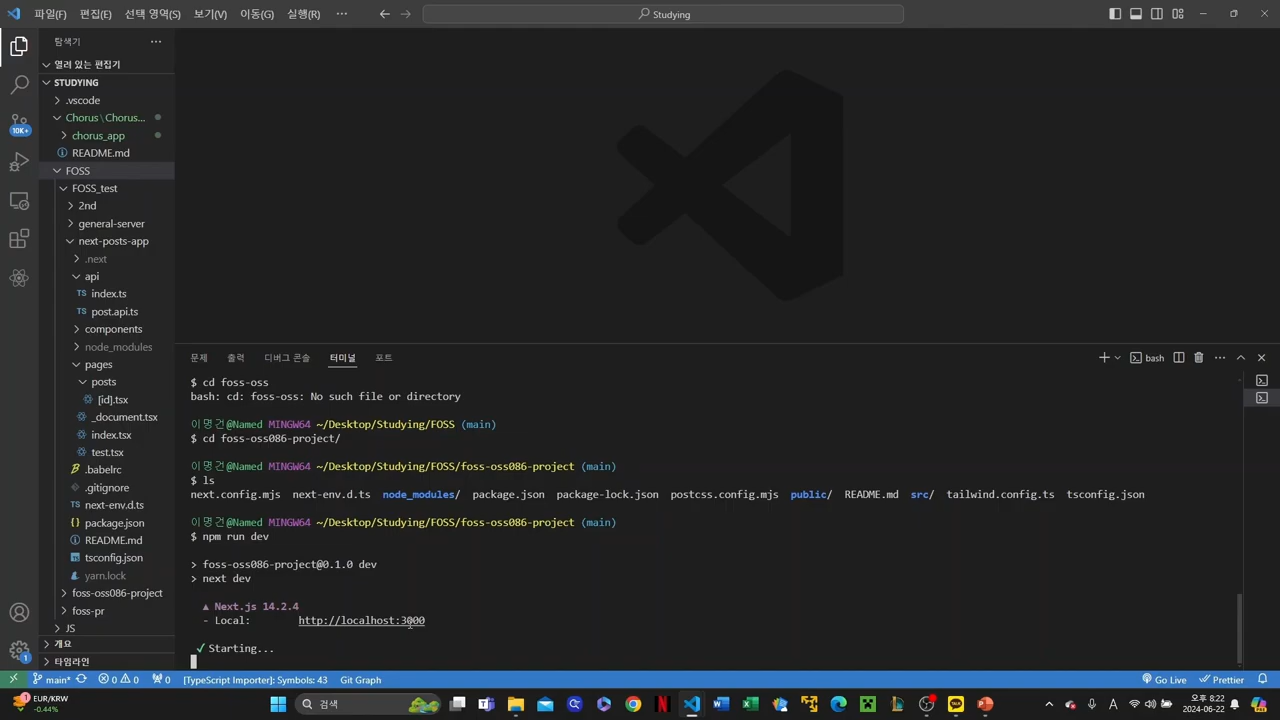 파일(F) 편집(E) 선택 영역(S) 보기(V) 이동(G) 실행(R) ··· Studying
탐색기 ···
열려 있는 편집기
STUDYING
.vscode
Chorus\Chorus...
chorus_app
README.md
FOSS
FOSS_test
2nd
general-server
next-posts-app
.next
api
TS index.ts
TS post.api.ts
components
node_modules
pages
posts
[id].tsx
_document.tsx
index.tsx
test.tsx
.babelrc
.gitignore
TS next-env.d.ts
package.json
README.md
tsconfig.json
yarn.lock
foss-oss086-project
foss-pr
JS
개요
타임라인
10K+
1
문제 출력 디버그 콘솔 터미널 포트 bash
$ cd foss-oss
bash: cd: foss-oss: No such file or directory
이명건@Named MINGW64 ~/Desktop/Studying/FOSS (main)
$ cd foss-oss086-project/
이명건@Named MINGW64 ~/Desktop/Studying/FOSS/foss-oss086-project (main)
$ ls
next.config.mjs next-env.d.ts node_modules/ package.json package-lock.json postcss.config.mjs public/ README.md src/ tailwind.config.ts tsconfig.json
이명건@Named MINGW64 ~/Desktop/Studying/FOSS/foss-oss086-project (main)
$ npm run dev
> foss-oss086-project@0.1.0 dev
> next dev
▲ Next.js 14.2.4
- Local: http://localhost:3000
✓ Starting...
main* 0 0 0 [TypeScript Importer]: Symbols: 43 Git Graph Go Live Prettier
EUR/KRW
-0.44%
검색
A
오후 8:22
2024-06-22